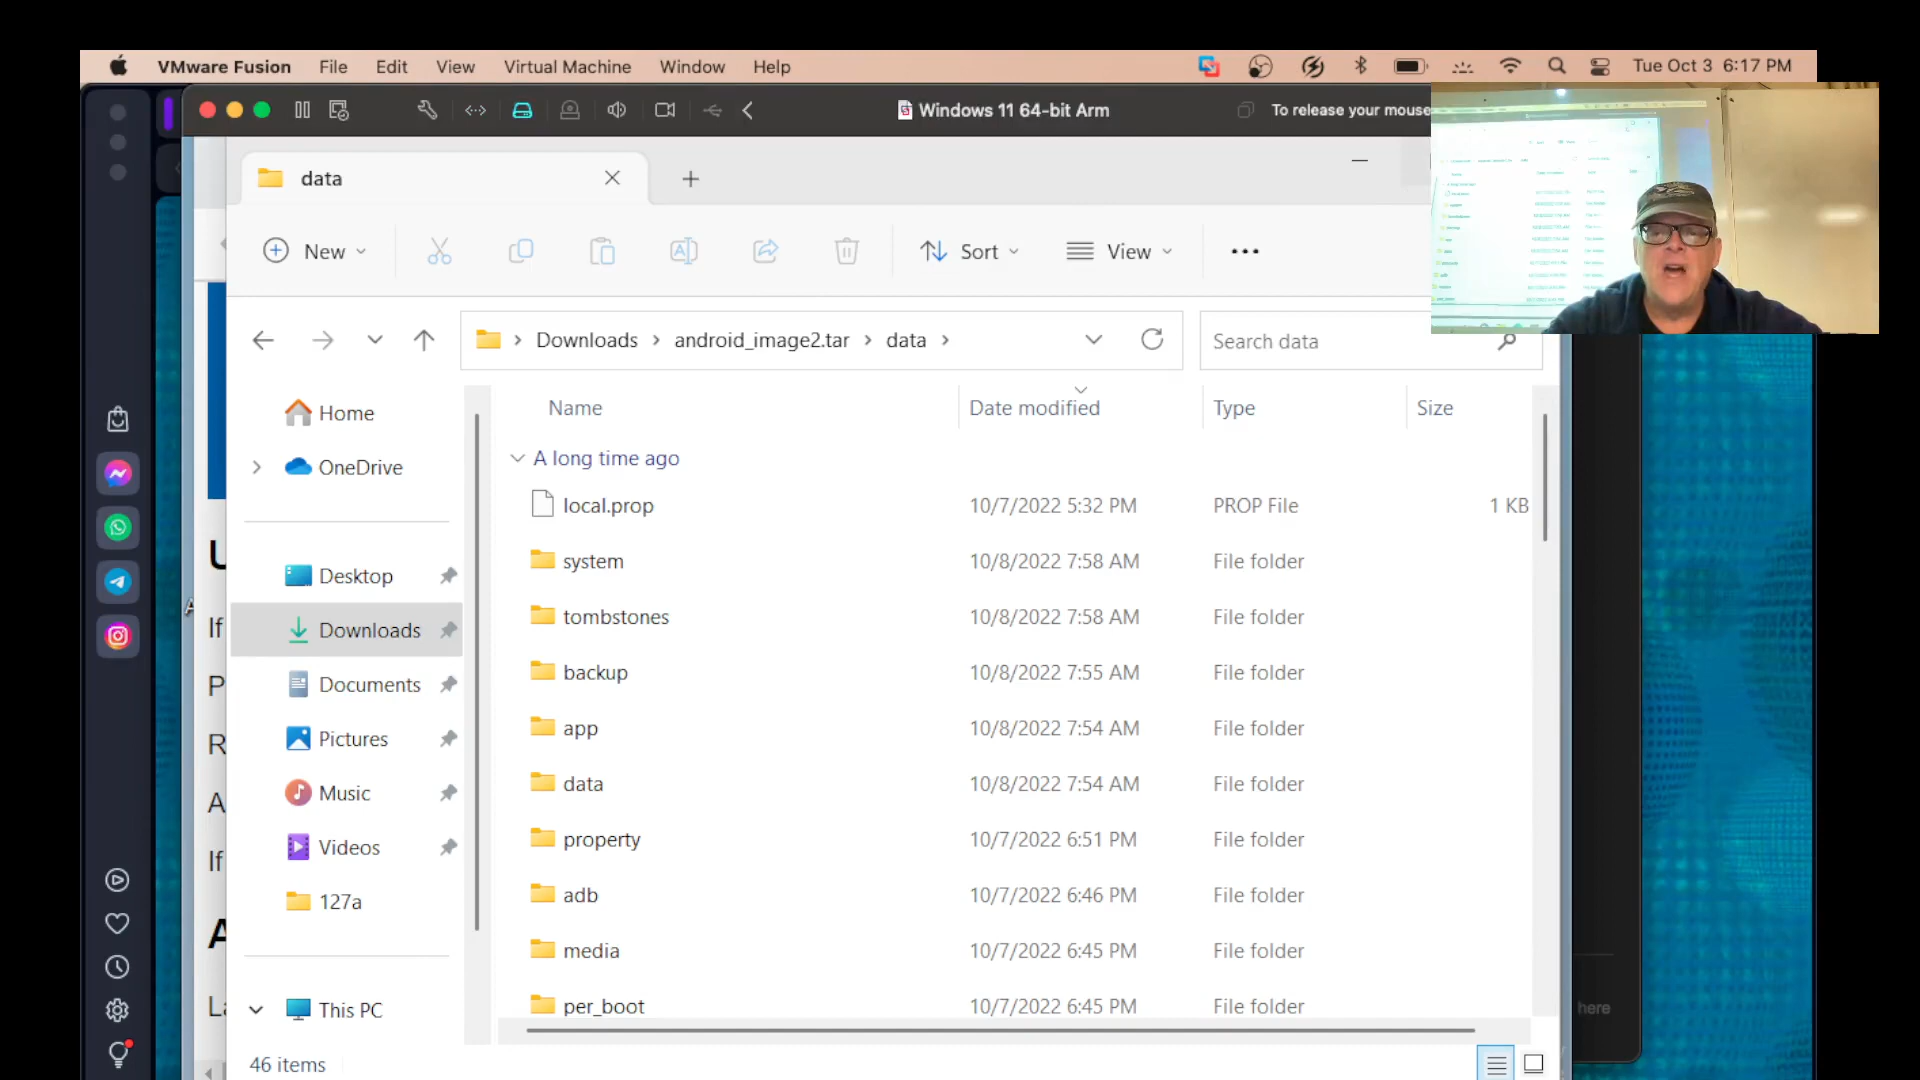 VMware Fusion File Edit View Virtual Machine Window Help Tue Oct 3 6:17 PM
Windows 11 64-bit Arm To release your mouse
data
New Sort View
Downloads > android_image2.tar > data > Search data
Home
OneDrive
Desktop
Downloads
Documents
Pictures
Music
Videos
127a
This PC
Name Date modified Type Size
A long time ago
local.prop 10/7/2022 5:32 PM PROP File 1 KB
system 10/8/2022 7:58 AM File folder
tombstones 10/8/2022 7:58 AM File folder
backup 10/8/2022 7:55 AM File folder
app 10/8/2022 7:54 AM File folder
data 10/8/2022 7:54 AM File folder
property 10/7/2022 6:51 PM File folder
adb 10/7/2022 6:46 PM File folder
media 10/7/2022 6:45 PM File folder
per_boot 10/7/2022 6:45 PM File folder
46 items
If
If
here